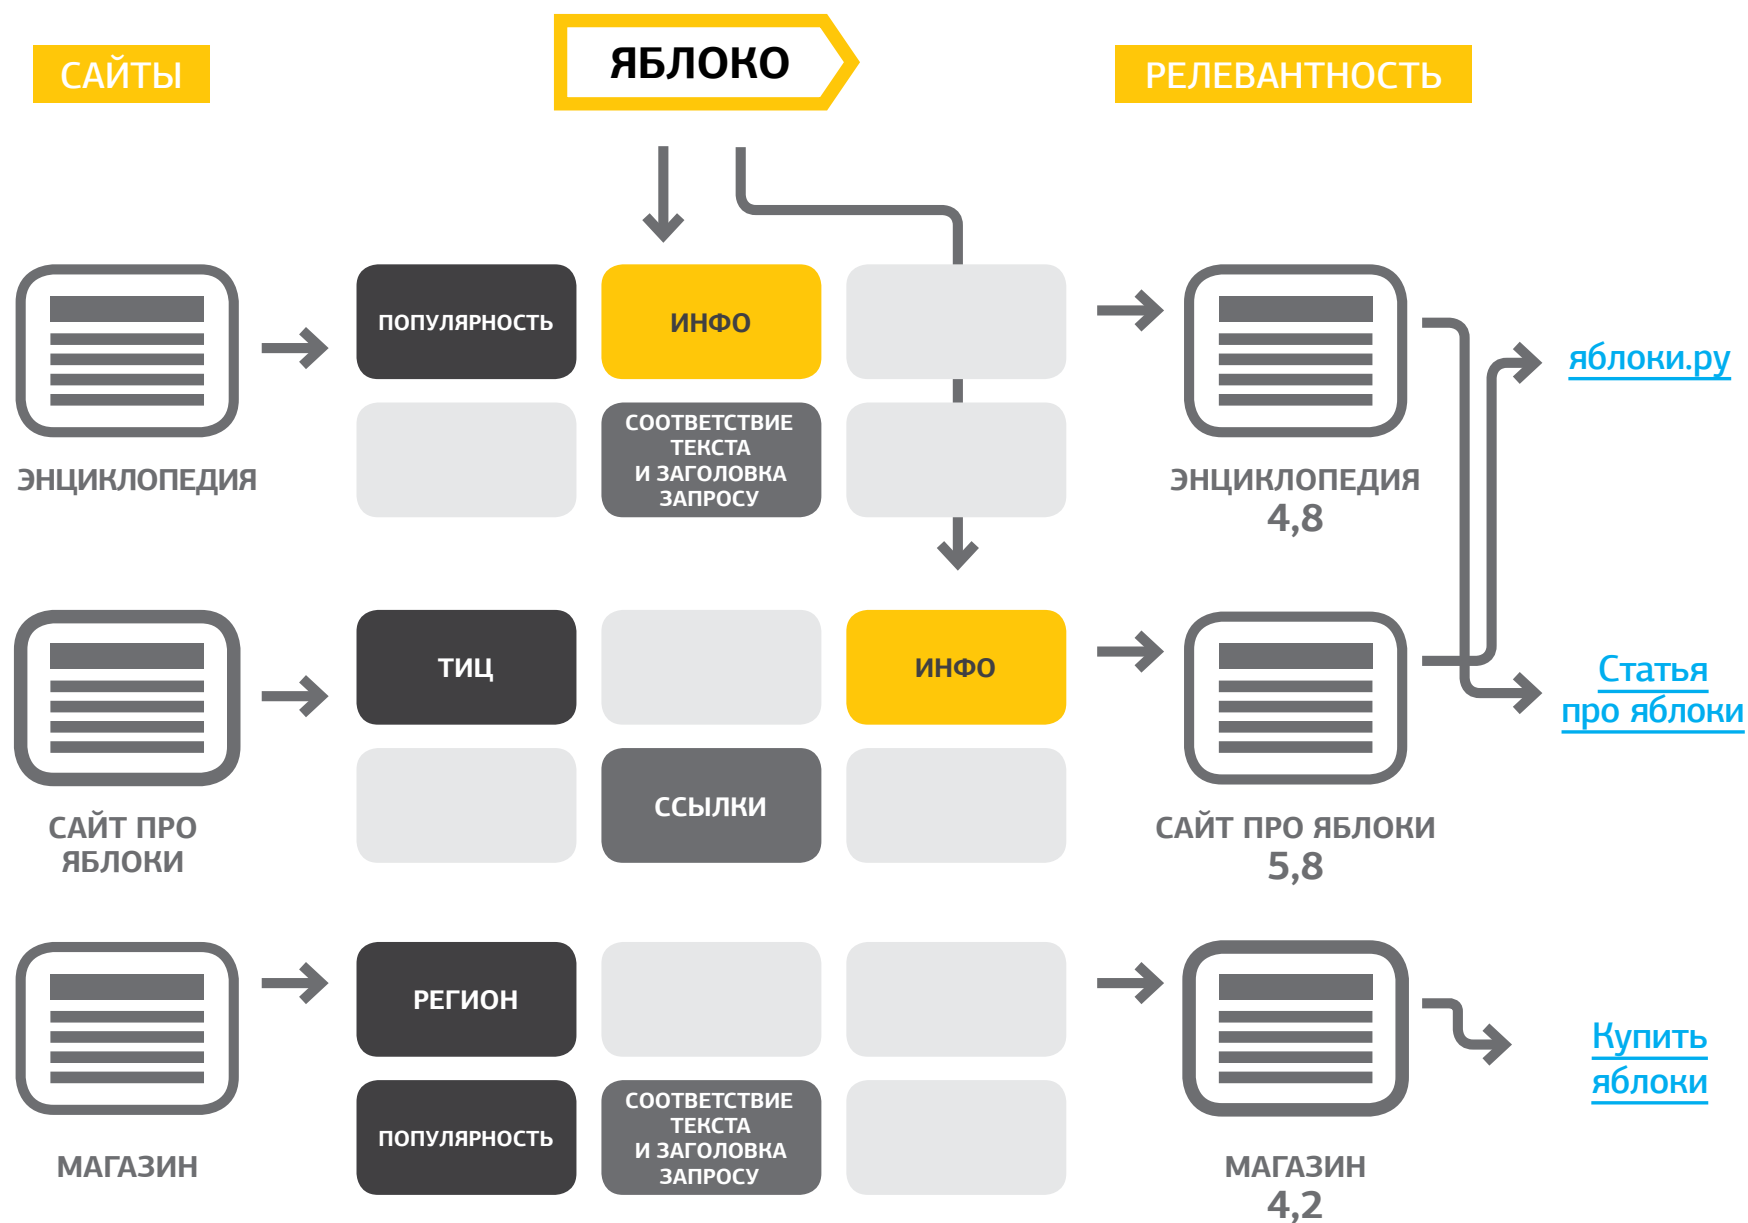 САЙТЫ
ЯБЛОКО
РЕЛЕВАНТНОСТЬ
ПОПУЛЯРНОСТЬ
ИНФО
СООТВЕТСТВИЕ
ТЕКСТА
И ЗАГОЛОВКА
ЗАПРОСУ
ЭНЦИКЛОПЕДИЯ
ЭНЦИКЛОПЕДИЯ
4,8
яблоки.ру
ТИЦ
ИНФО
ССЫЛКИ
САЙТ ПРО
ЯБЛОКИ
САЙТ ПРО ЯБЛОКИ
5,8
Статья
про яблоки
РЕГИОН
ПОПУЛЯРНОСТЬ
СООТВЕТСТВИЕ
ТЕКСТА
И ЗАГОЛОВКА
ЗАПРОСУ
МАГАЗИН
МАГАЗИН
4,2
Купить
яблоки